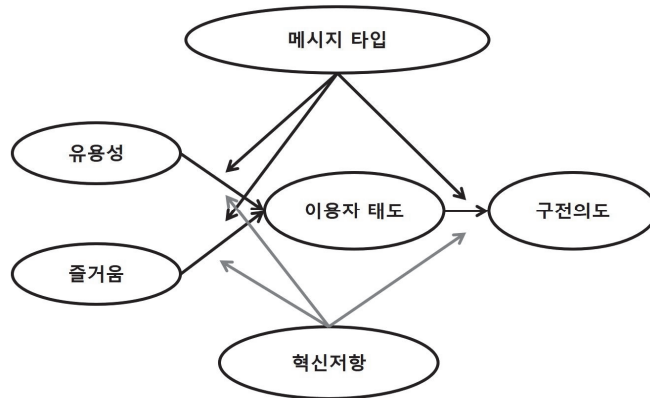 메시지 타입
유용성
이용자 태도
구전의도
즐거움
혁신저항